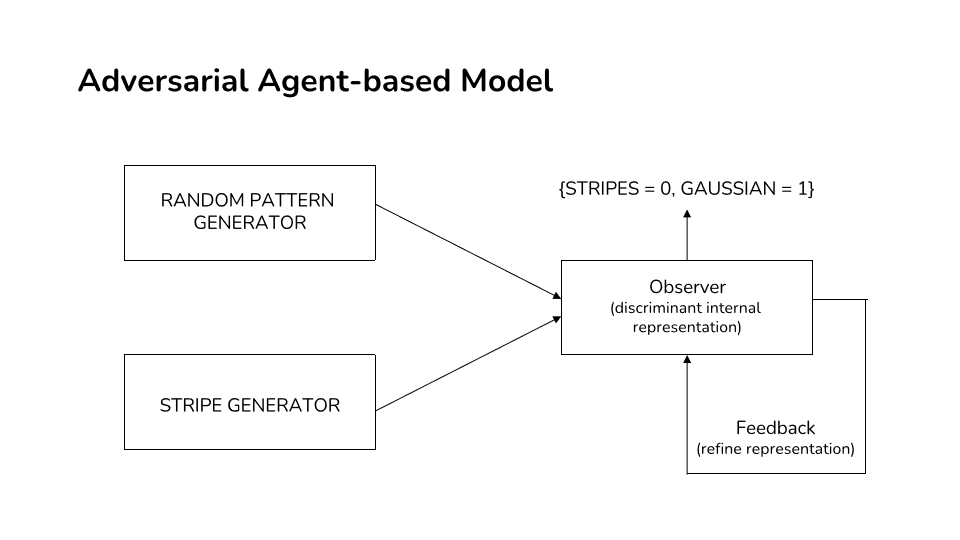 Adversarial Agent-based Model
RANDOM PATTERN
GENERATOR
{STRIPES = 0, GAUSSIAN = 1}
Observer
(discriminant internal
representation)
STRIPE GENERATOR
Feedback
(refine representation)